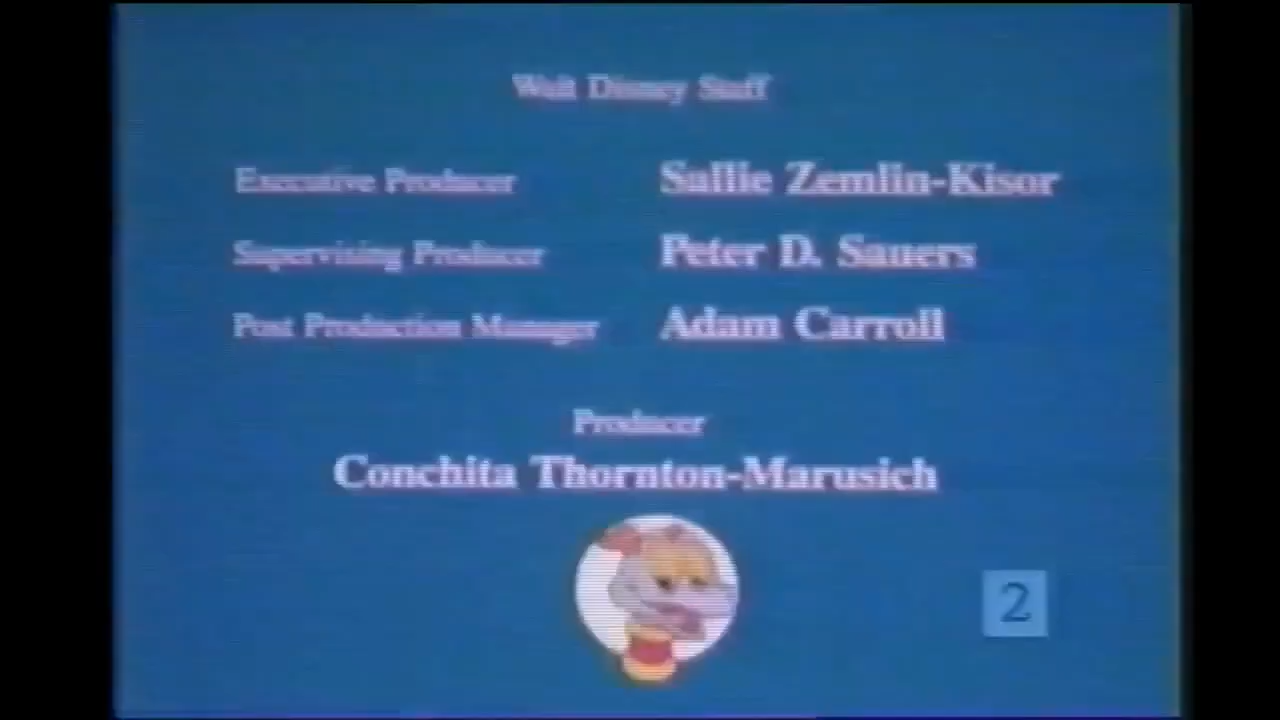 Walt Disney Staff
Executive Producer Sallie Zemlin-Kisor
Supervising Producer Peter D. Sauers
Post Production Manager Adam Carroll
Producer
Conchita Thornton-Marusich
2